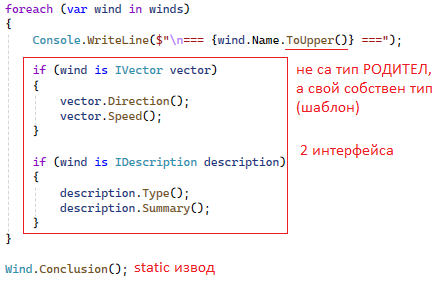 foreach (var wind in winds)
{
Console.WriteLine($"\n=== {wind.Name.ToUpper()} ===");
if (wind is IVector vector)
{
vector.Direction();
vector.Speed();
}
if (wind is IDescription description)
{
description.Type();
description.Summary();
}
}
Wind.Conclusion();
не са тип РОДИТЕЛ,
а свой собствен тип
(шаблон)
2 интерфейса
static извод